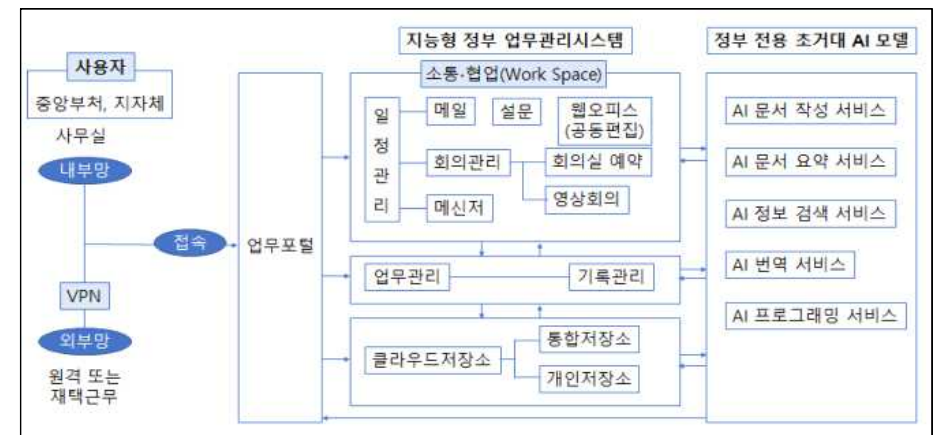 지능형 정부 업무관리시스템
정부 전용 초거대 AI 모델
사용자
중앙부처, 지자체
사무실
내부망
접속
VPN
외부망
원격 또는
재택근무
업무포털
소통·협업(Work Space)
일
정
관
리
메일
설문
웹오피스
(공동편집)
회의관리
회의실 예약
영상회의
메신저
업무관리
기록관리
클라우드저장소
통합저장소
개인저장소
AI 문서 작성 서비스
AI 문서 요약 서비스
AI 정보 검색 서비스
AI 번역 서비스
AI 프로그래밍 서비스